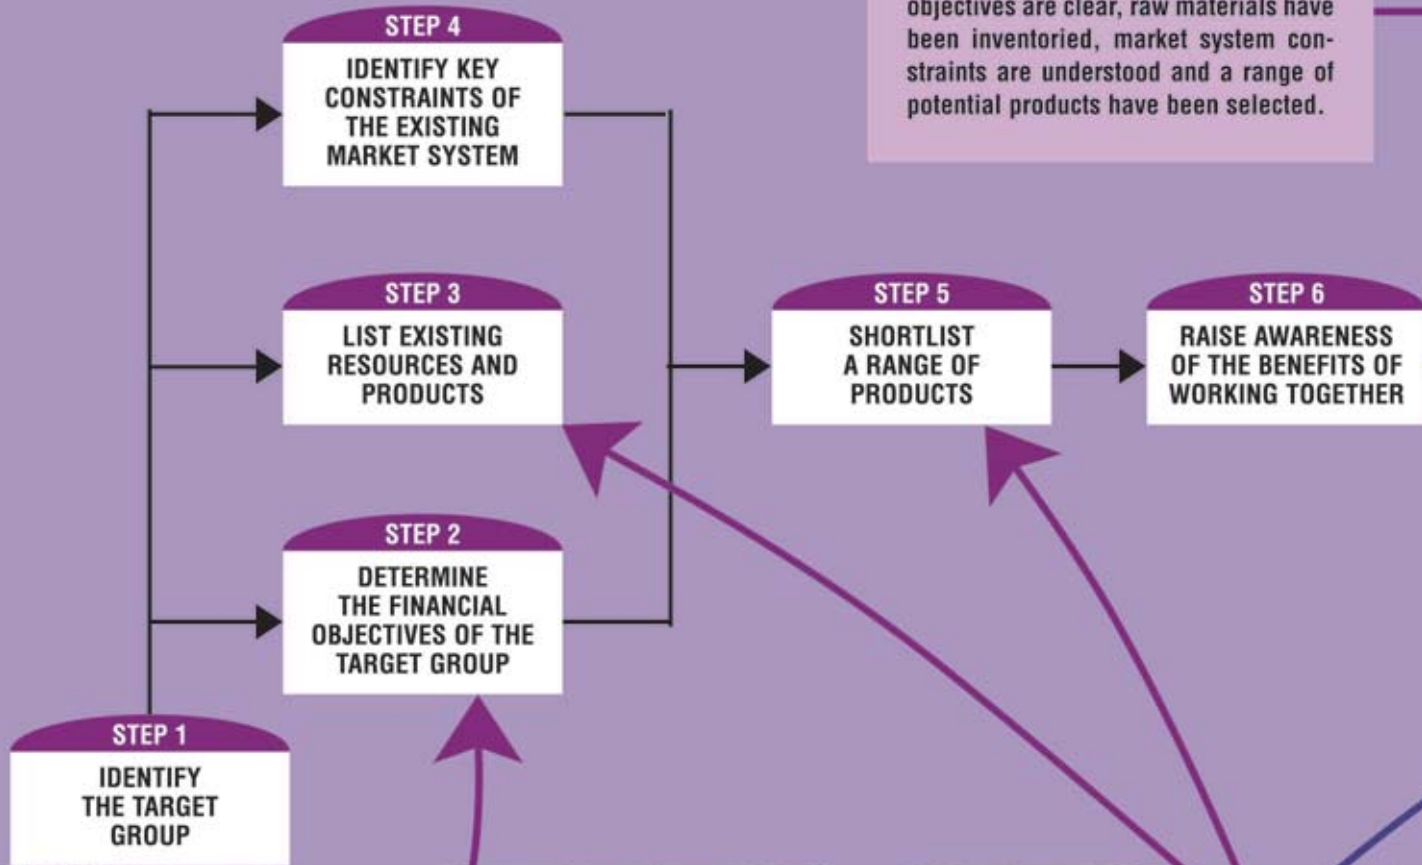 STEP 4
IDENTIFY KEY
CONSTRAINTS OF
THE EXISTING
MARKET SYSTEM
objectives are clear, raw materials have
been inventoried, market system con-
straints are understood and a range of
potential products have been selected.
STEP 3
LIST EXISTING
RESOURCES AND
PRODUCTS
STEP 5
SHORTLIST
A RANGE OF
PRODUCTS
STEP 6
RAISE AWARENESS
OF THE BENEFITS OF
WORKING TOGETHER
STEP 2
DETERMINE
THE FINANCIAL
OBJECTIVES OF THE
TARGET GROUP
STEP 1
IDENTIFY
THE TARGET
GROUP